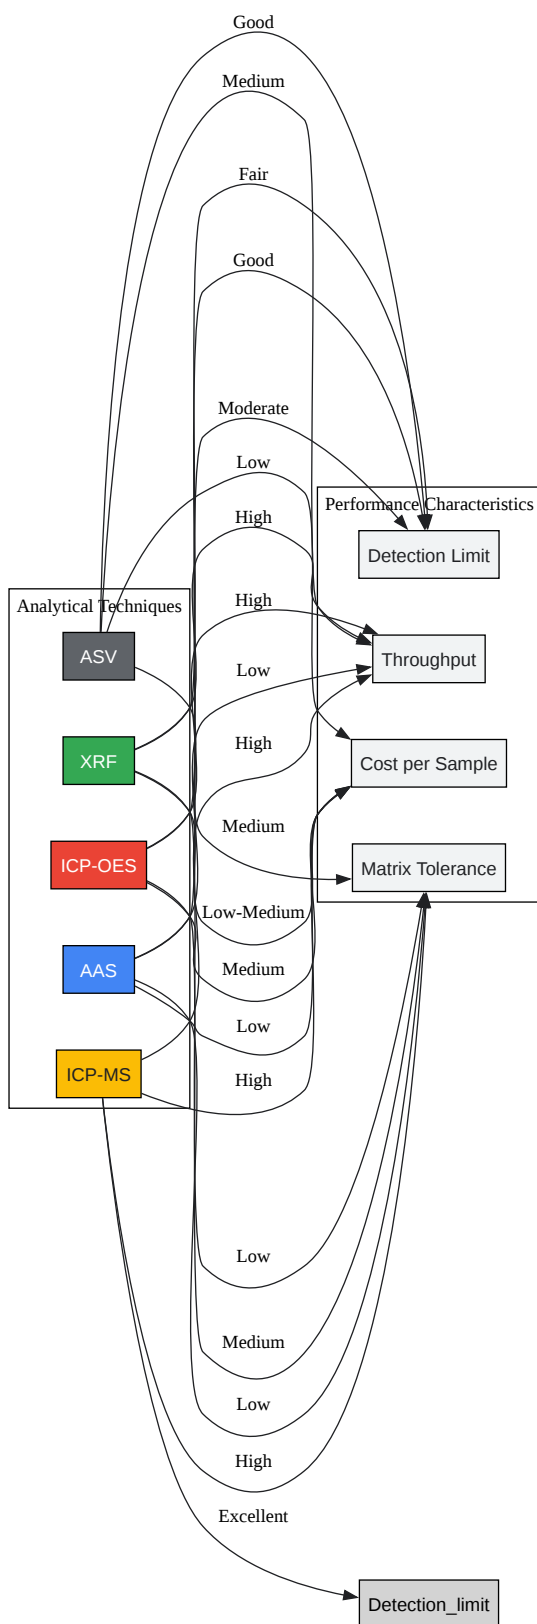 Good
Medium
Fair
Good
Moderate
Low
High
Performance Characteristics
Detection Limit
High
Analytical Techniques
ASV
Throughput
Low
High
XRF
Cost per Sample
Medium
ICP-OES
Matrix Tolerance
Low-Medium
AAS
Medium
Low
ICP-MS
High
Low
Medium
Low
High
Excellent
Detection_limit